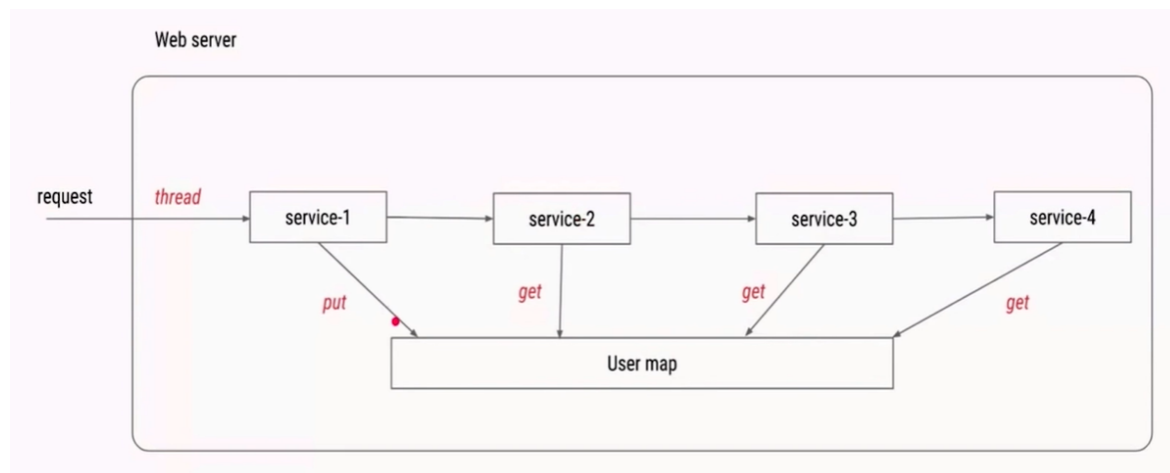 Web server
request
thread
service-1
service-2
service-3
service-4
put
get
get
get
User map